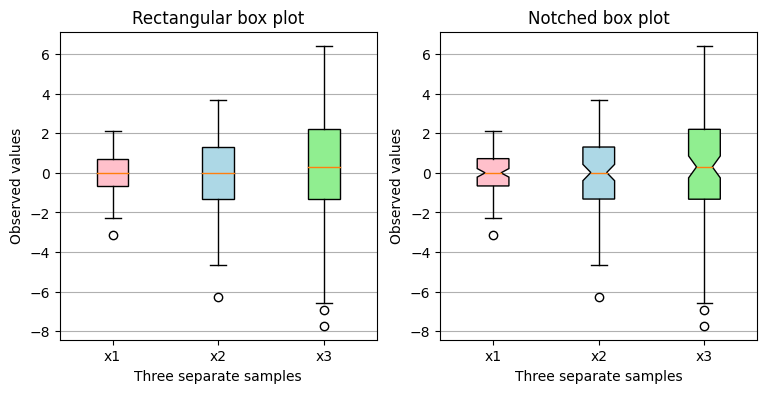 Rectangular box plot
Observed values
6
4
2
0
−2
−4
−6
−8
x1 x2 x3
Three separate samples
Notched box plot
Observed values
6
4
2
0
−2
−4
−6
−8
x1 x2 x3
Three separate samples